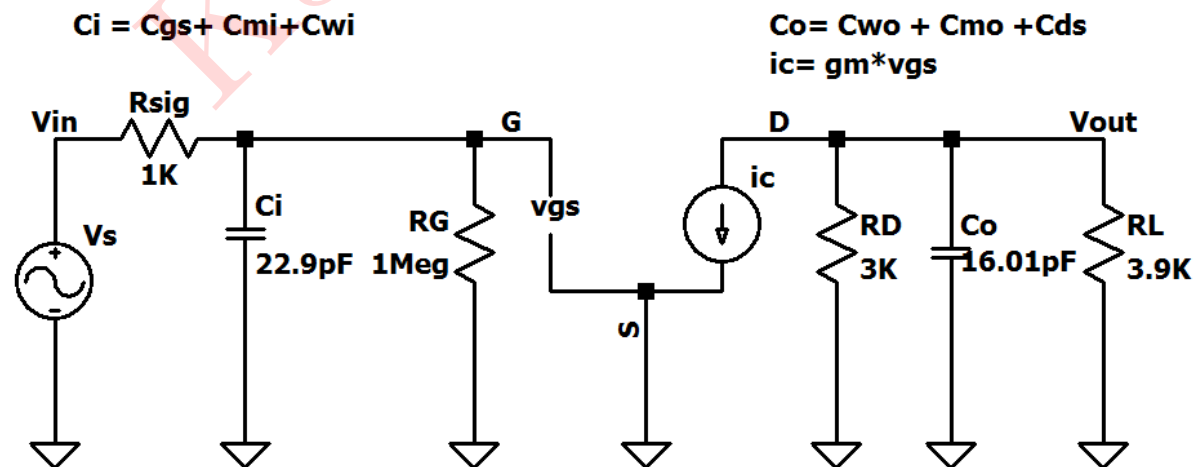 Ci = Cgs+ Cmi+Cwi
Co= Cwo + Cmo +Cds
ic= gm*vgs
Vin
Rsig
1K
G
D
Vout
Vs
Ci
22.9pF
RG
1Meg
vgs
S
ic
RD
3K
Co
16.01pF
RL
3.9K